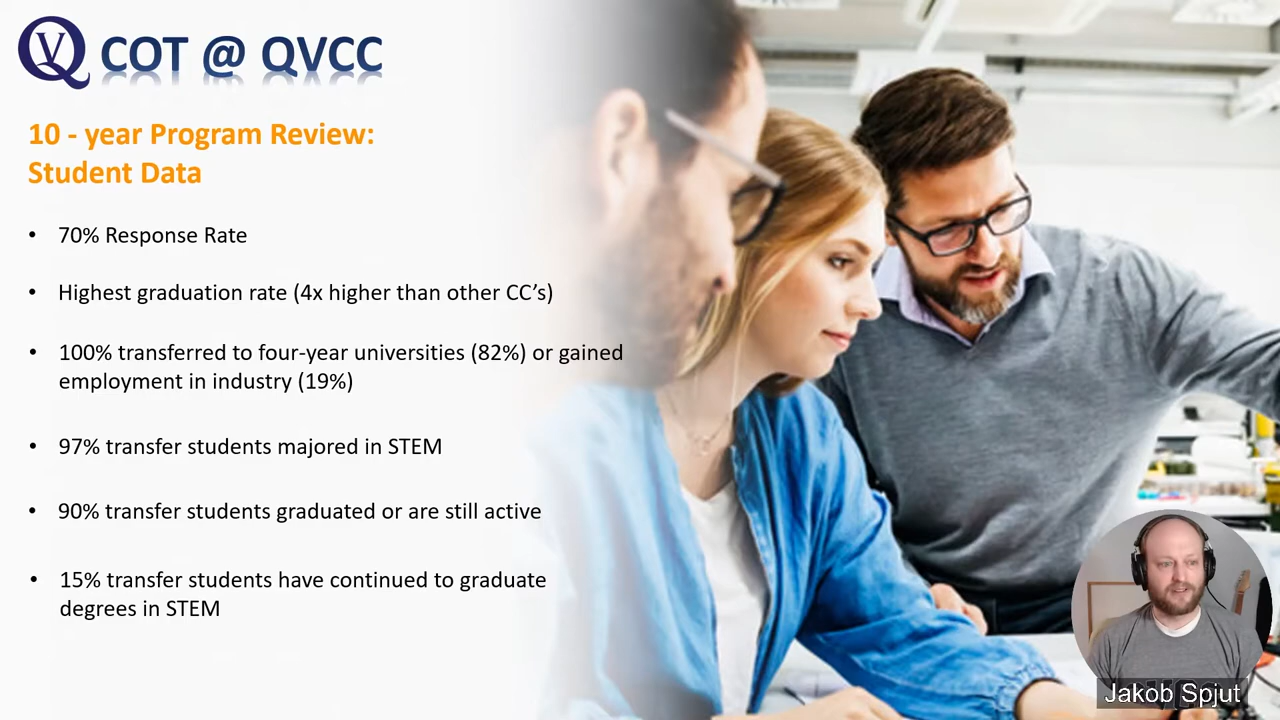 COT @ QVCC
10 - year Program Review:
Student Data
• 70% Response Rate
• Highest graduation rate (4x higher than other CC’s)
• 100% transferred to four-year universities (82%) or gained
employment in industry (19%)
• 97% transfer students majored in STEM
• 90% transfer students graduated or are still active
• 15% transfer students have continued to graduate
degrees in STEM
Jakob Spjut